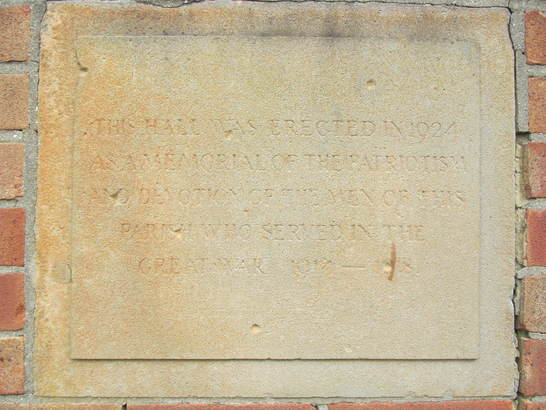 THIS HALL WAS ERECTED IN 1924
AS A MEMORIAL OF THE PATRIOTISM
AND DEVOTION OF THE MEN OF THIS
PARISH WHO SERVED IN THE
GREAT WAR —